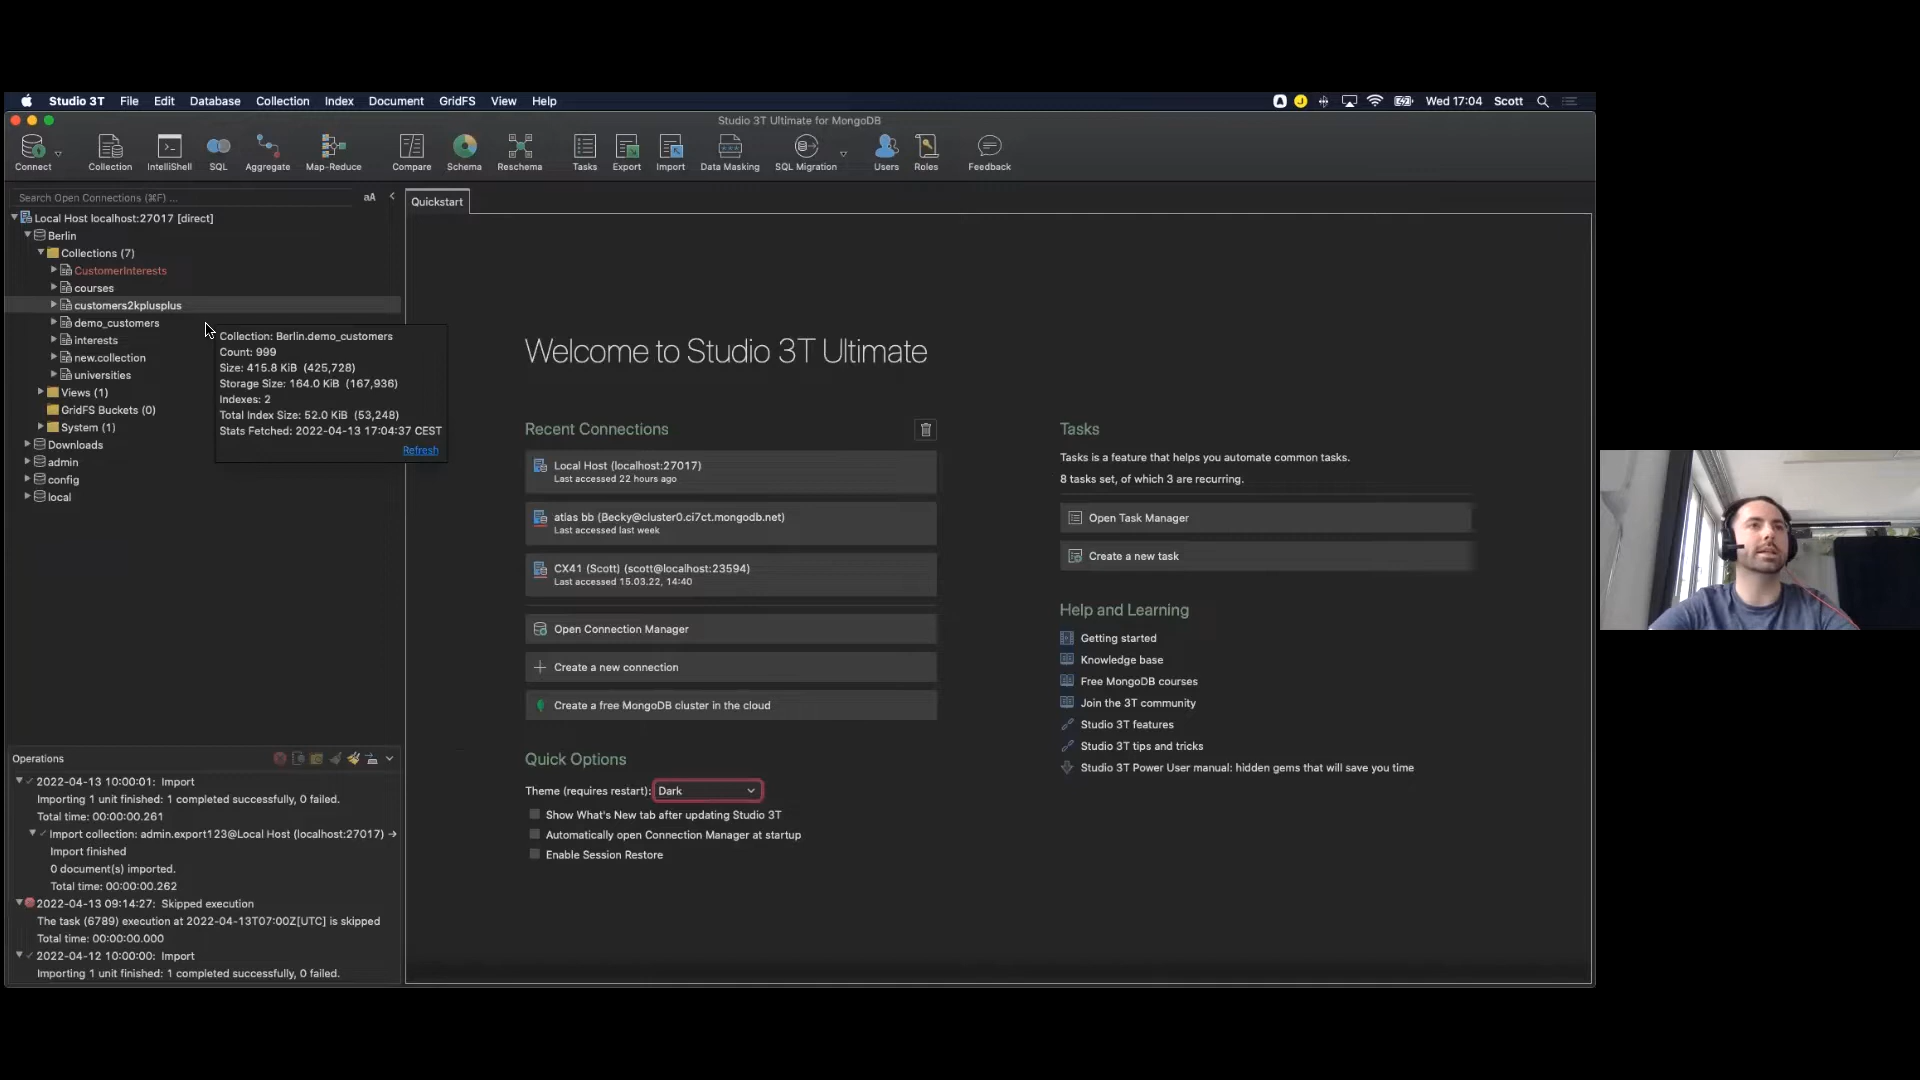 Studio 3T File Edit Database Collection Index Document GridFS View Help
Wed 17:04 Scott
Studio 3T Ultimate for MongoDB
Connect Collection IntelliShell SQL Aggregate Map-Reduce Compare Schema Reschema Tasks Export Import Data Masking SQL Migration Users Roles Feedback
Search Open Connections (⌘F) ...
aA
Quickstart
Local Host localhost:27017 [direct]
Berlin
Collections (7)
CustomerInterests
courses
customers2kplusplus
demo_customers
interests
new.collection
universities
Views (1)
GridFS Buckets (0)
System (1)
Downloads
admin
config
local
Collection: Berlin.demo_customers
Count: 999
Size: 415.8 KiB (425,728)
Storage Size: 164.0 KiB (167,936)
Indexes: 2
Total Index Size: 52.0 KiB (53,248)
Stats Fetched: 2022-04-13 17:04:37 CEST
Refresh
Welcome to Studio 3T Ultimate
Recent Connections
Local Host (localhost:27017)
Last accessed 22 hours ago
atlas bb (Becky@cluster0.ci7ct.mongodb.net)
Last accessed last week
CX41 (Scott) (scott@localhost:23594)
Last accessed 15.03.22, 14:40
Open Connection Manager
Create a new connection
Create a free MongoDB cluster in the cloud
Quick Options
Theme (requires restart): Dark
Show What's New tab after updating Studio 3T
Automatically open Connection Manager at startup
Enable Session Restore
Tasks
Tasks is a feature that helps you automate common tasks.
8 tasks set, of which 3 are recurring.
Open Task Manager
Create a new task
Help and Learning
Getting started
Knowledge base
Free MongoDB courses
Join the 3T community
Studio 3T features
Studio 3T tips and tricks
Studio 3T Power User manual: hidden gems that will save you time
Operations
2022-04-13 10:00:01: Import
Importing 1 unit finished: 1 completed successfully, 0 failed.
Total time: 00:00:00.261
Import collection: admin.export123@Local Host (localhost:27017) →
Import finished
0 document(s) imported.
Total time: 00:00:00.262
2022-04-13 09:14:27: Skipped execution
The task (6789) execution at 2022-04-13T07:00Z[UTC] is skipped
Total time: 00:00:00.000
2022-04-12 10:00:00: Import
Importing 1 unit finished: 1 completed successfully, 0 failed.